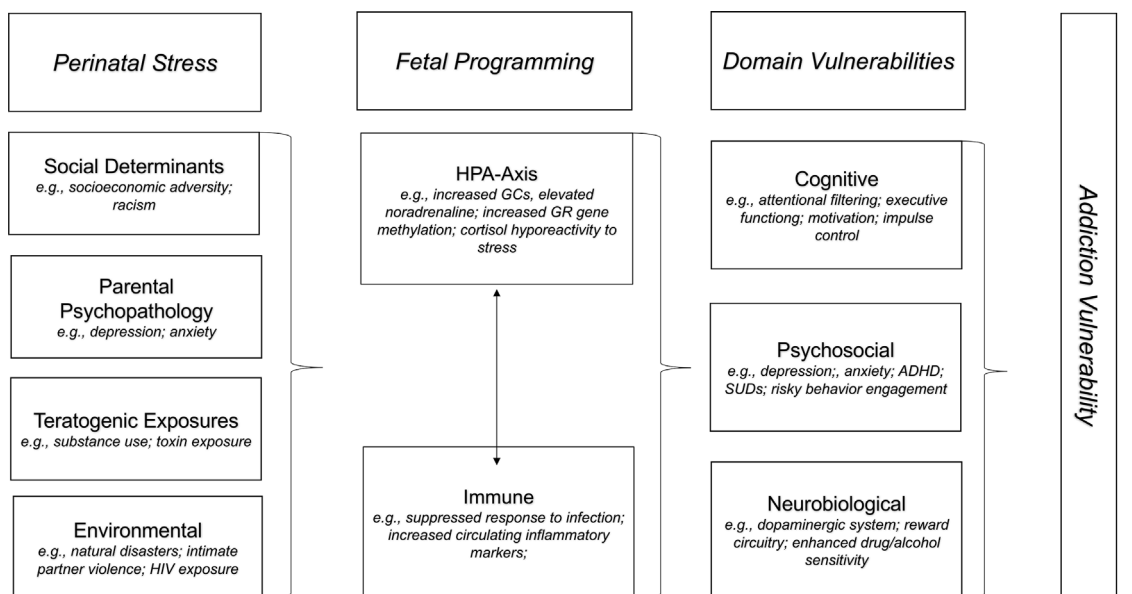 Perinatal Stress
Social Determinants
e.g., socioeconomic adversity;
racism
Parental
Psychopathology
e.g., depression; anxiety
Teratogenic Exposures
e.g., substance use; toxin exposure
Environmental
e.g., natural disasters; intimate
partner violence; HIV exposure
Fetal Programming
HPA-Axis
e.g., increased GCs, elevated
noradrenaline; increased GR gene
methylation; cortisol hyporeactivity to
stress
Immune
e.g., suppressed response to infection;
increased circulating inflammatory
markers;
Domain Vulnerabilities
Cognitive
e.g., attentional filtering; executive
functiong; motivation; impulse
control
Psychosocial
e.g., depression;, anxiety; ADHD;
SUDs; risky behavior engagement
Neurobiological
e.g., dopaminergic system; reward
circuitry; enhanced drug/alcohol
sensitivity
Addiction Vulnerability